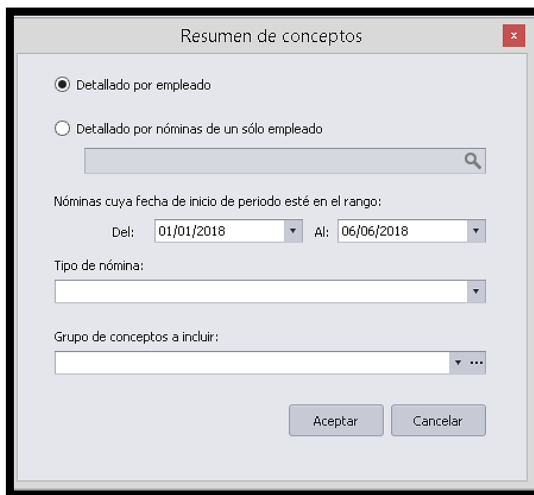 Resumen de conceptos
x
Detallado por empleado
Detallado por nóminas de un sólo empleado
Nóminas cuya fecha de inicio de periodo esté en el rango:
Del: 01/01/2018 Al: 06/06/2018
Tipo de nómina:
Grupo de conceptos a incluir:
...
Aceptar Cancelar